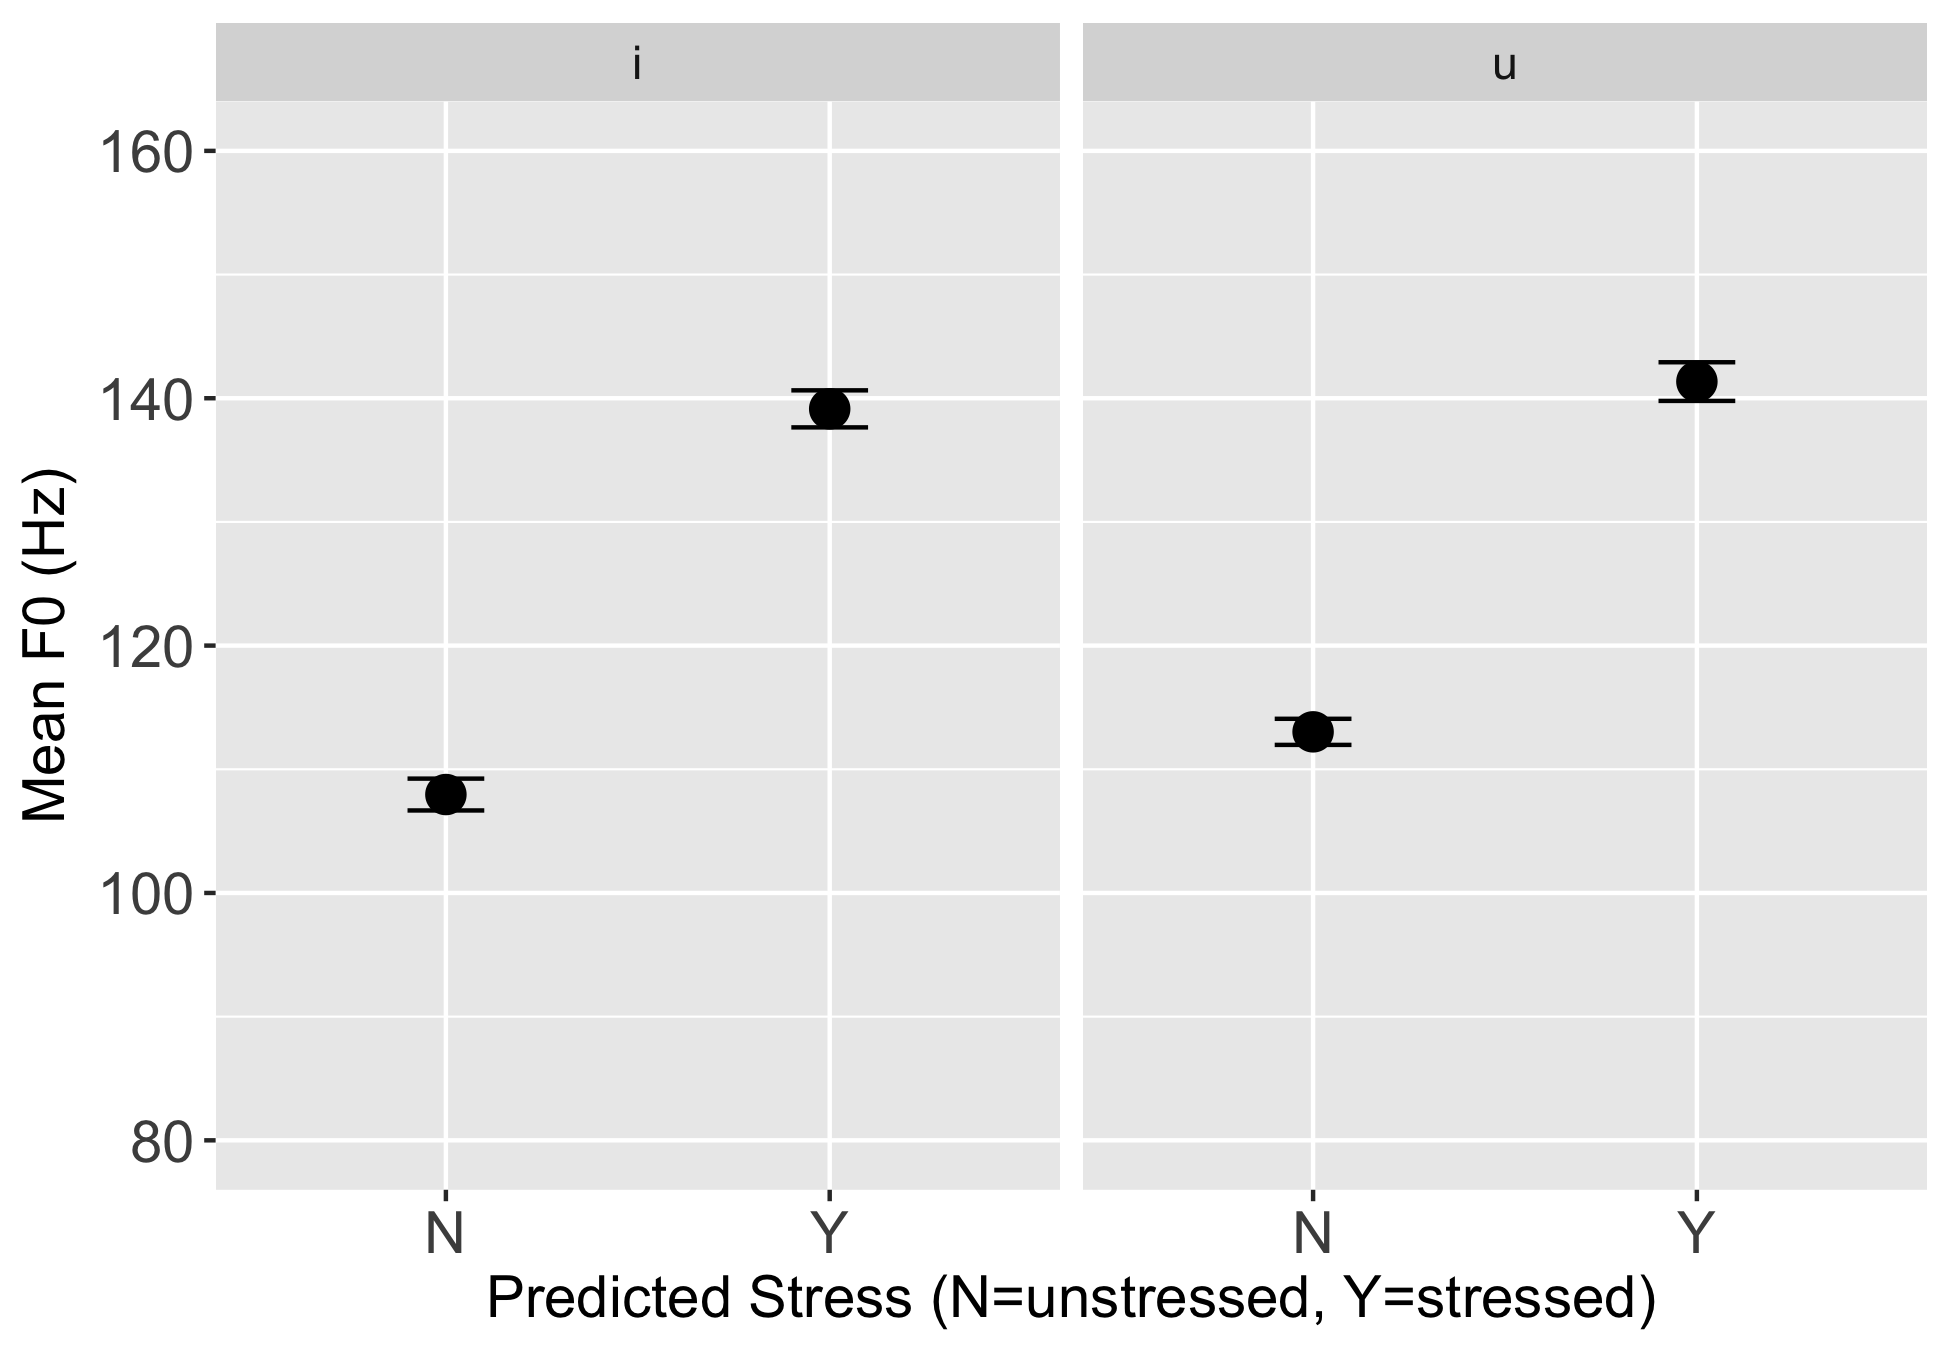 i
u
160
140
120
100
80
Mean F0 (Hz)
N
Y
N
Y
Predicted Stress (N=unstressed, Y=stressed)